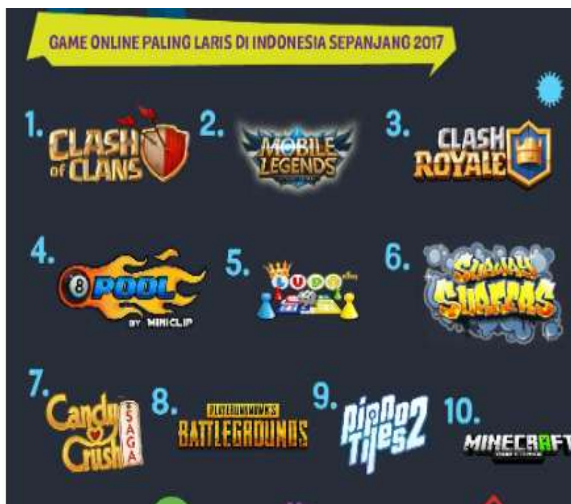 GAME ONLINE PALING LARIS DI INDONESIA SEPANJANG 2017
1. CLASH of CLANS
2. MOBILE LEGENDS
3. CLASH ROYALE
4. 8 POOL BY MINICLIP
5. LUDO
6. SUBWAY SURFERS
7. Candy Crush SAGA
8. PLAYERUNKNOWN'S BATTLEGROUNDS
9. Piano Tiles 2
10. MINECRAFT